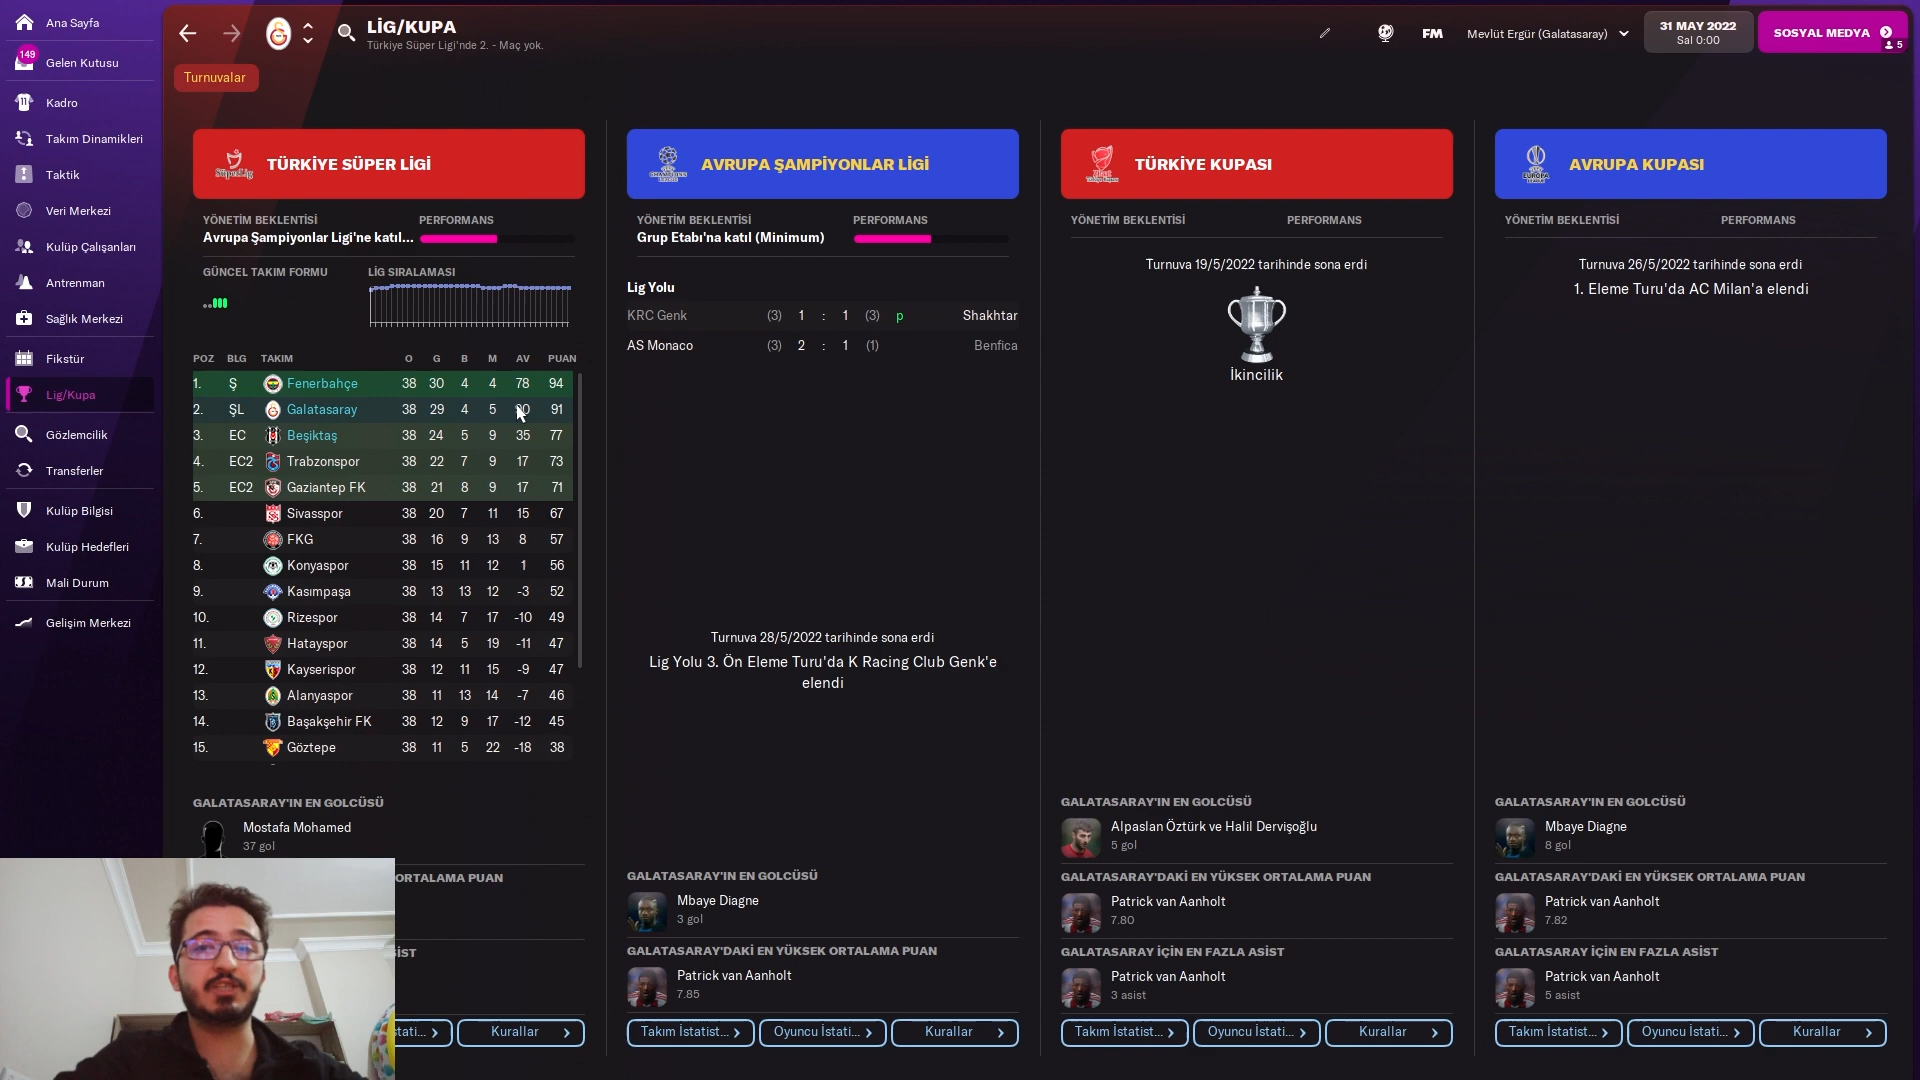 Ana Sayfa
149
Gelen Kutusu
Kadro
Takım Dinamikleri
Taktik
Veri Merkezi
Kulüp Çalışanları
Antrenman
Sağlık Merkezi
Fikstür
Lig/Kupa
Gözlemcilik
Transferler
Kulüp Bilgisi
Kulüp Hedefleri
Mali Durum
Gelişim Merkezi
LİG/KUPA
Türkiye Süper Ligi'nde 2. - Maç yok.
FM
Mevlüt Ergür (Galatasaray)
31 MAY 2022
Sal 0:00
SOSYAL MEDYA
5
Turnuvalar
TÜRKİYE SÜPER LİGİ
YÖNETİM BEKLENTİSİ PERFORMANS
Avrupa Şampiyonlar Ligi'ne katıl...
GÜNCEL TAKIM FORMU LİG SIRALAMASI
POZ BLG TAKIM O G B M AV PUAN
1. Ş Fenerbahçe 38 30 4 4 78 94
2. ŞL Galatasaray 38 29 4 5 91
3. EC Beşiktaş 38 24 5 9 35 77
4. EC2 Trabzonspor 38 22 7 9 17 73
5. EC2 Gaziantep FK 38 21 8 9 17 71
6. Sivasspor 38 20 7 11 15 67
7. FKG 38 16 9 13 8 57
8. Konyaspor 38 15 11 12 1 56
9. Kasımpaşa 38 13 13 12 -3 52
10. Rizespor 38 14 7 17 -10 49
11. Hatayspor 38 14 5 19 -11 47
12. Kayserispor 38 12 11 15 -9 47
13. Alanyaspor 38 11 13 14 -7 46
14. Başakşehir FK 38 12 9 17 -12 45
15. Göztepe 38 11 5 22 -18 38
GALATASARAY'IN EN GOLCÜSÜ
Mostafa Mohamed
37 gol
ORTALAMA PUAN
İST
stati...
Kurallar
AVRUPA ŞAMPİYONLAR LİGİ
YÖNETİM BEKLENTİSİ PERFORMANS
Grup Etabı'na katıl (Minimum)
Lig Yolu
KRC Genk (3) 1 : 1 (3) p Shakhtar
AS Monaco (3) 2 : 1 (1) Benfica
Turnuva 28/5/2022 tarihinde sona erdi
Lig Yolu 3. Ön Eleme Turu'da K Racing Club Genk'e
elendi
GALATASARAY'IN EN GOLCÜSÜ
Mbaye Diagne
3 gol
GALATASARAY'DAKİ EN YÜKSEK ORTALAMA PUAN
Patrick van Aanholt
7.85
Takım İstatist... Oyuncu İstati... Kurallar
TÜRKİYE KUPASI
YÖNETİM BEKLENTİSİ PERFORMANS
Turnuva 19/5/2022 tarihinde sona erdi
İkincilik
GALATASARAY'IN EN GOLCÜSÜ
Alpaslan Öztürk ve Halil Dervişoğlu
5 gol
GALATASARAY'DAKİ EN YÜKSEK ORTALAMA PUAN
Patrick van Aanholt
7.80
GALATASARAY İÇİN EN FAZLA ASİST
Patrick van Aanholt
3 asist
Takım İstatist... Oyuncu İstati... Kurallar
AVRUPA KUPASI
YÖNETİM BEKLENTİSİ PERFORMANS
Turnuva 26/5/2022 tarihinde sona erdi
1. Eleme Turu'da AC Milan'a elendi
GALATASARAY'IN EN GOLCÜSÜ
Mbaye Diagne
8 gol
GALATASARAY'DAKİ EN YÜKSEK ORTALAMA PUAN
Patrick van Aanholt
7.82
GALATASARAY İÇİN EN FAZLA ASİST
Patrick van Aanholt
5 asist
Takım İstatist... Oyuncu İstati... Kurallar